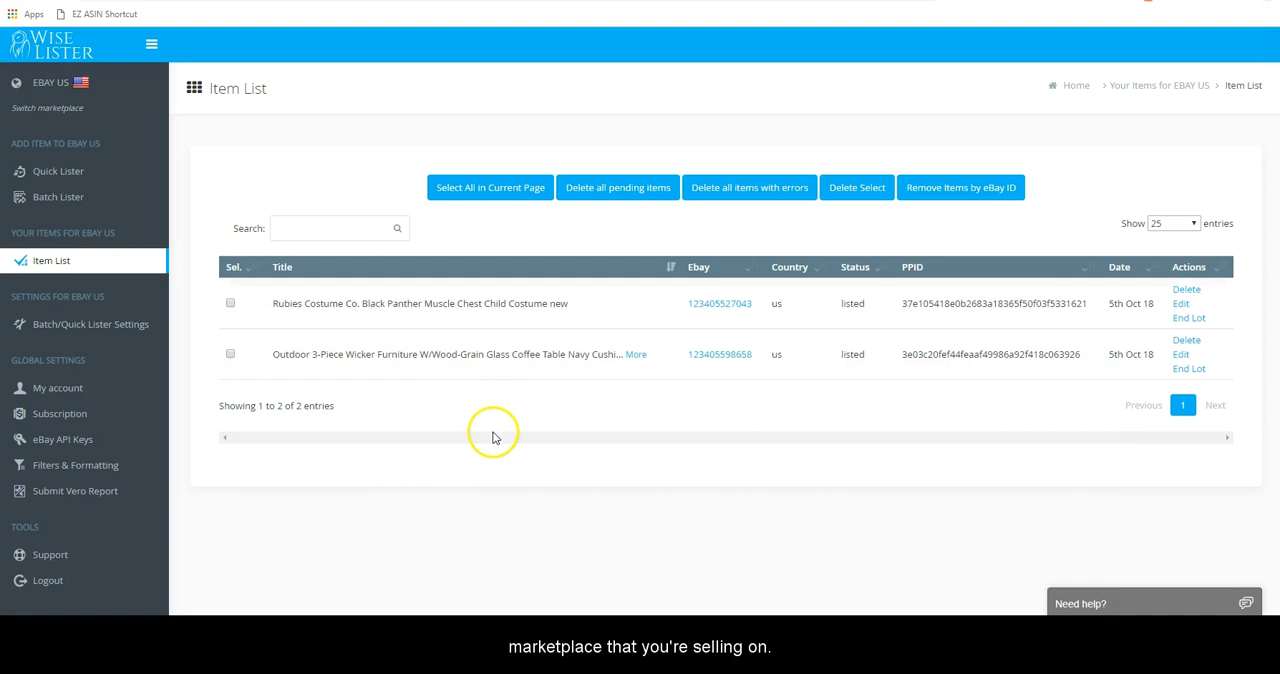 Apps EZ ASIN Shortcut
WISE
LISTER
EBAY US
Switch marketplace
ADD ITEM TO EBAY US
Quick Lister
Batch Lister
YOUR ITEMS FOR EBAY US
Item List
SETTINGS FOR EBAY US
Batch/Quick Lister Settings
GLOBAL SETTINGS
My account
Subscription
eBay API Keys
Filters & Formatting
Submit Vero Report
TOOLS
Support
Logout
Item List
Home > Your Items for EBAY US > Item List
Select All in Current Page Delete all pending items Delete all items with errors Delete Select Remove Items by eBay ID
Search:
Show 25 entries
Sel. Title Ebay Country Status PPID Date Actions
Rubies Costume Co. Black Panther Muscle Chest Child Costume new 123405527043 us listed 37e105418e0b2683a18365f50f03f5331621 5th Oct 18 Delete
Edit
End Lot
Outdoor 3-Piece Wicker Furniture W/Wood-Grain Glass Coffee Table Navy Cushi... More 123405598658 us listed 3e03c20fef44feaaf49986a92f418c063926 5th Oct 18 Delete
Edit
End Lot
Showing 1 to 2 of 2 entries
Previous 1 Next
Need help?
marketplace that you're selling on.